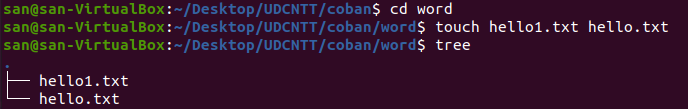 san@san-VirtualBox:~/Desktop/UDCNTT/coban$ cd word
san@san-VirtualBox:~/Desktop/UDCNTT/coban/word$ touch hello1.txt hello.txt
san@san-VirtualBox:~/Desktop/UDCNTT/coban/word$ tree
.
├── hello1.txt
└── hello.txt